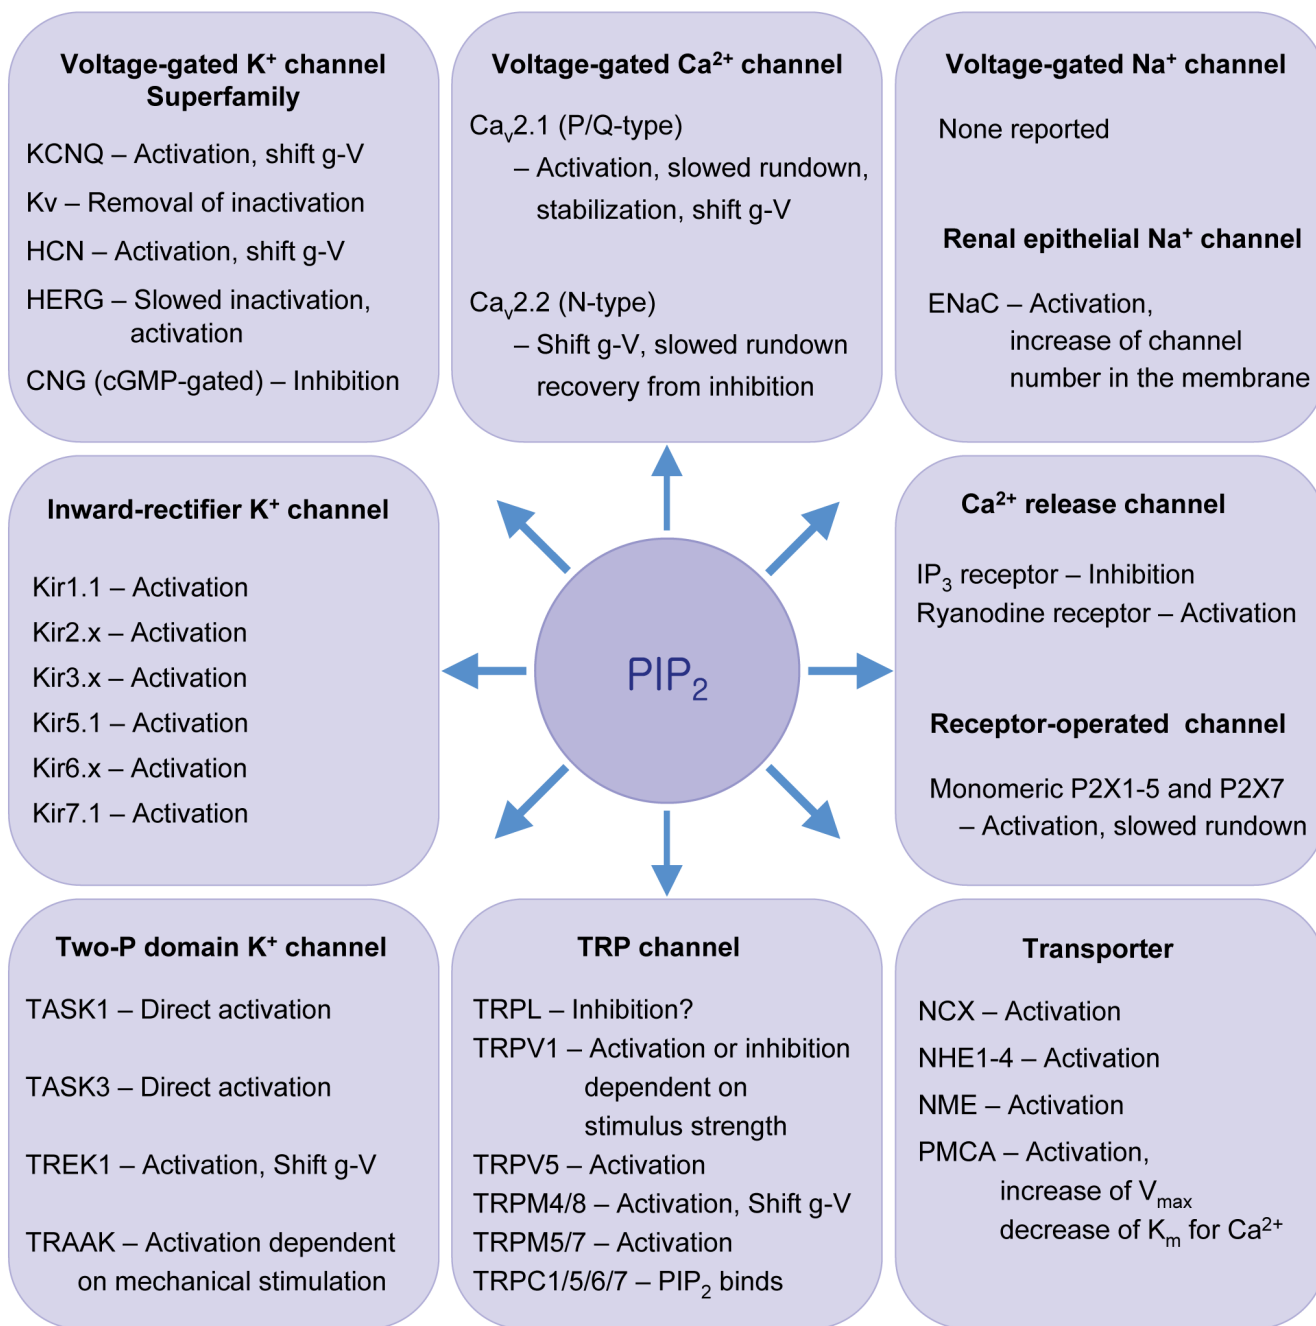 Voltage-gated K⁺ channel
Superfamily
KCNQ – Activation, shift g-V
Kv – Removal of inactivation
HCN – Activation, shift g-V
HERG – Slowed inactivation,
activation
CNG (cGMP-gated) – Inhibition
Voltage-gated Ca²⁺ channel
Caᵥ2.1 (P/Q-type)
– Activation, slowed rundown,
stabilization, shift g-V
Caᵥ2.2 (N-type)
– Shift g-V, slowed rundown
recovery from inhibition
Voltage-gated Na⁺ channel
None reported
Renal epithelial Na⁺ channel
ENaC – Activation,
increase of channel
number in the membrane
Inward-rectifier K⁺ channel
Kir1.1 – Activation
Kir2.x – Activation
Kir3.x – Activation
Kir5.1 – Activation
Kir6.x – Activation
Kir7.1 – Activation
PIP₂
Ca²⁺ release channel
IP₃ receptor – Inhibition
Ryanodine receptor – Activation
Receptor-operated channel
Monomeric P2X1-5 and P2X7
– Activation, slowed rundown
Two-P domain K⁺ channel
TASK1 – Direct activation
TASK3 – Direct activation
TREK1 – Activation, Shift g-V
TRAAK – Activation dependent
on mechanical stimulation
TRP channel
TRPL – Inhibition?
TRPV1 – Activation or inhibition
dependent on
stimulus strength
TRPV5 – Activation
TRPM4/8 – Activation, Shift g-V
TRPM5/7 – Activation
TRPC1/5/6/7 – PIP₂ binds
Transporter
NCX – Activation
NHE1-4 – Activation
NME – Activation
PMCA – Activation,
increase of Vₘₐₓ
decrease of Kₘ for Ca²⁺